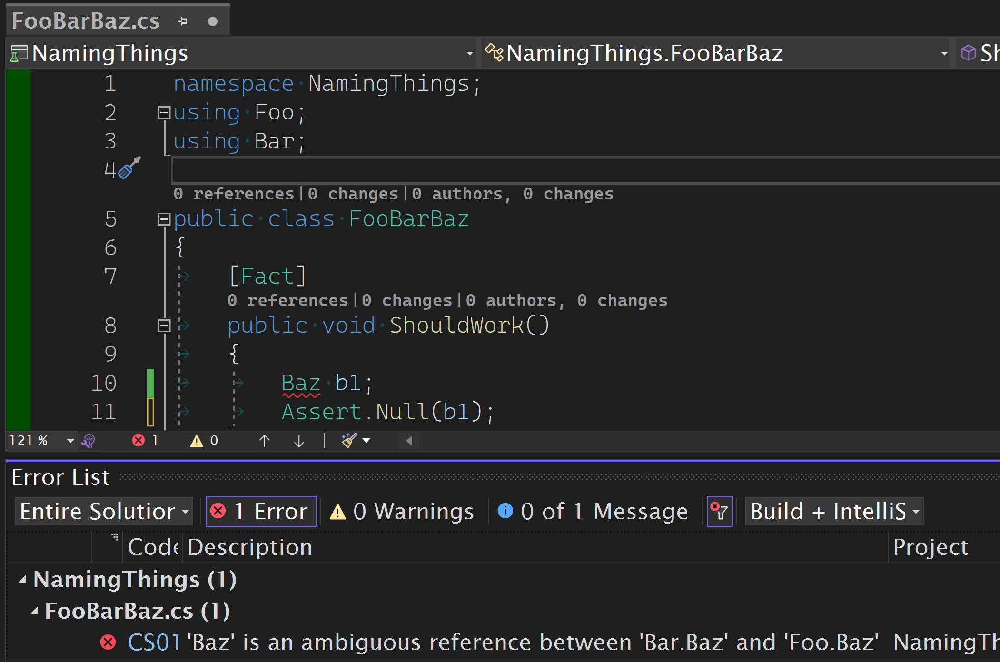 FooBarBaz.cs
NamingThings NamingThings.FooBarBaz Sh
1 namespace NamingThings;
2 using Foo;
3 using Bar;
4
0 references|0 changes|0 authors, 0 changes
5 public class FooBarBaz
6 {
7 [Fact]
0 references|0 changes|0 authors, 0 changes
8 public void ShouldWork()
9 {
10 Baz b1;
11 Assert.Null(b1);
121 % 1 0
Error List
Entire Solution 1 Error 0 Warnings 0 of 1 Message Build + IntelliS
Code Description Project
NamingThings (1)
FooBarBaz.cs (1)
CS01 'Baz' is an ambiguous reference between 'Bar.Baz' and 'Foo.Baz' NamingTh